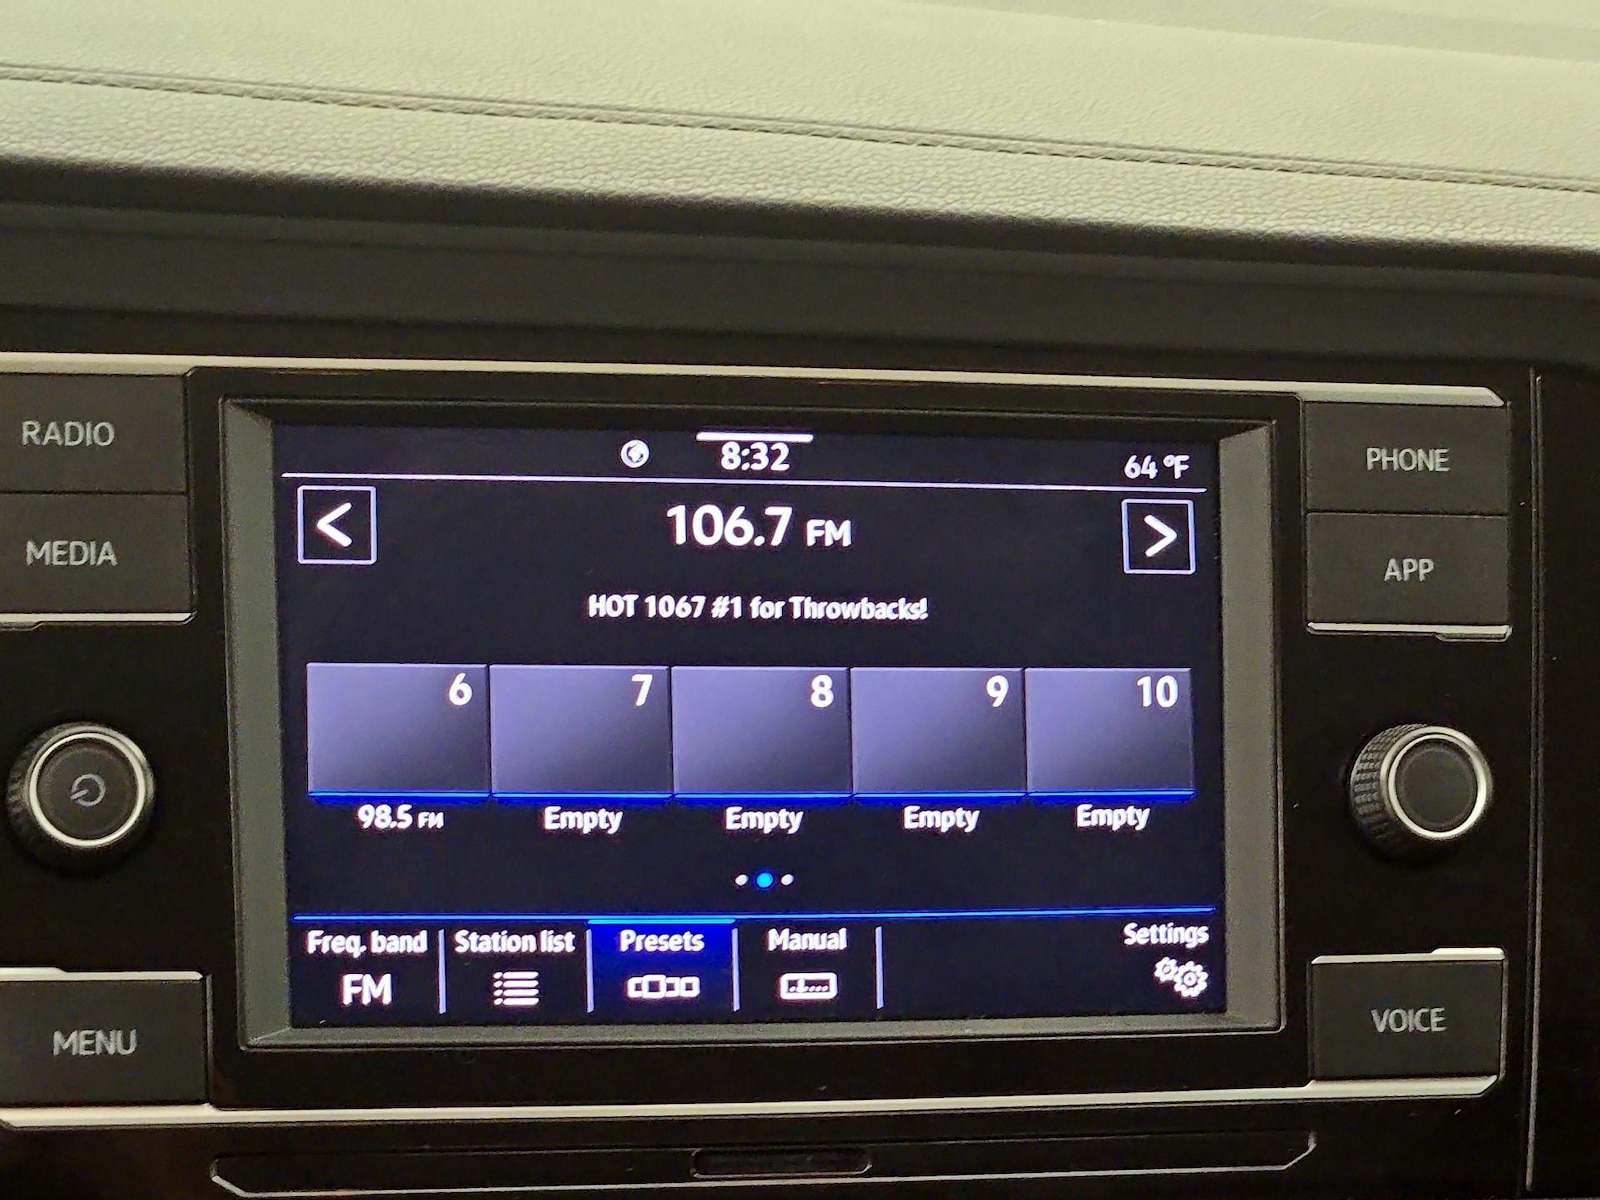 RADIO
MEDIA
MENU
8:32
64 °F
<
106.7 FM
>
HOT 1067 #1 for Throwbacks!
6
7
8
9
10
98.5 FM
Empty
Empty
Empty
Empty
Freq. band
FM
Station list
Presets
Manual
Settings
PHONE
APP
VOICE